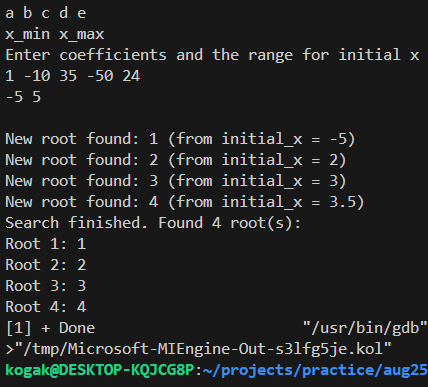 a b c d e
x_min x_max
Enter coefficients and the range for initial x
1 -10 35 -50 24
-5 5
New root found: 1 (from initial_x = -5)
New root found: 2 (from initial_x = 2)
New root found: 3 (from initial_x = 3)
New root found: 4 (from initial_x = 3.5)
Search finished. Found 4 root(s):
Root 1: 1
Root 2: 2
Root 3: 3
Root 4: 4
[1] + Done                       "/usr/bin/gdb"
>"/tmp/Microsoft-MIEngine-Out-s3lfg5je.kol"
kogak@DESKTOP-KQJCG8P:~/projects/practice/aug25